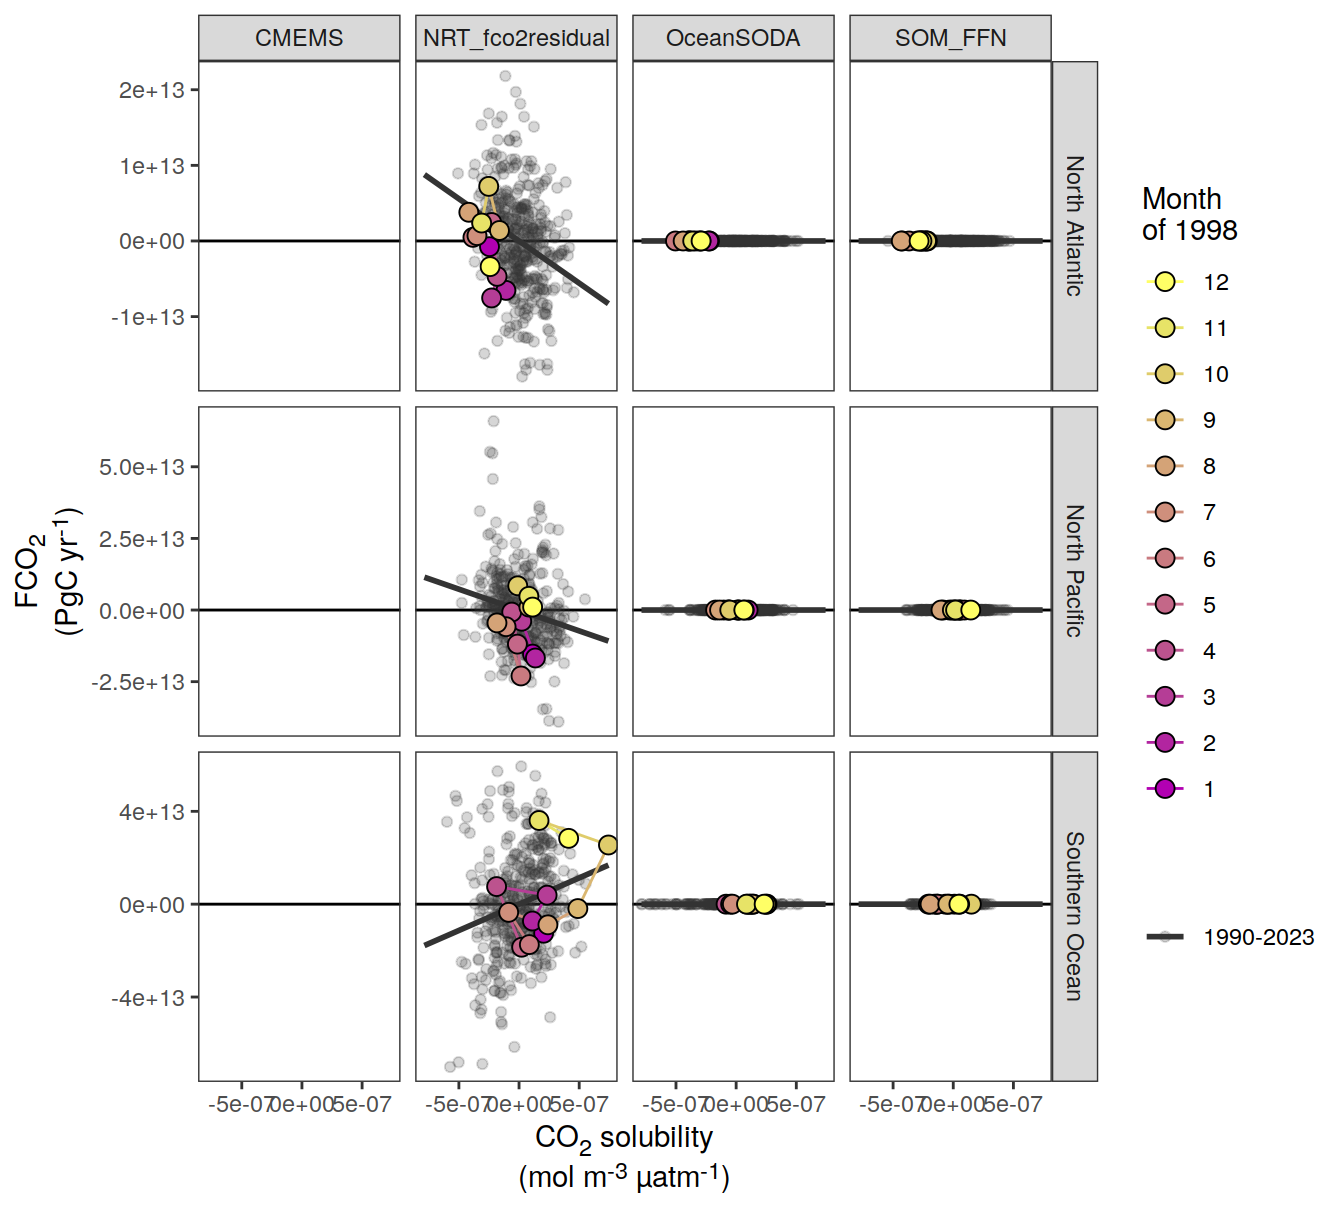 CMEMS NRT_fco2residual OceanSODA SOM_FFN
2e+13
1e+13
0e+00
-1e+13
North Atlantic
5.0e+13
2.5e+13
0.0e+00
-2.5e+13
North Pacific
4e+13
0e+00
-4e+13
Southern Ocean
FCO₂
(PgC yr⁻¹)
-5e-07 0e+00 5e-07 -5e-07 0e+00 5e-07 -5e-07 0e+00 5e-07 -5e-07 0e+00 5e-07
CO₂ solubility
(mol m⁻³ µatm⁻¹)
Month
of 1998
12
11
10
9
8
7
6
5
4
3
2
1
1990-2023